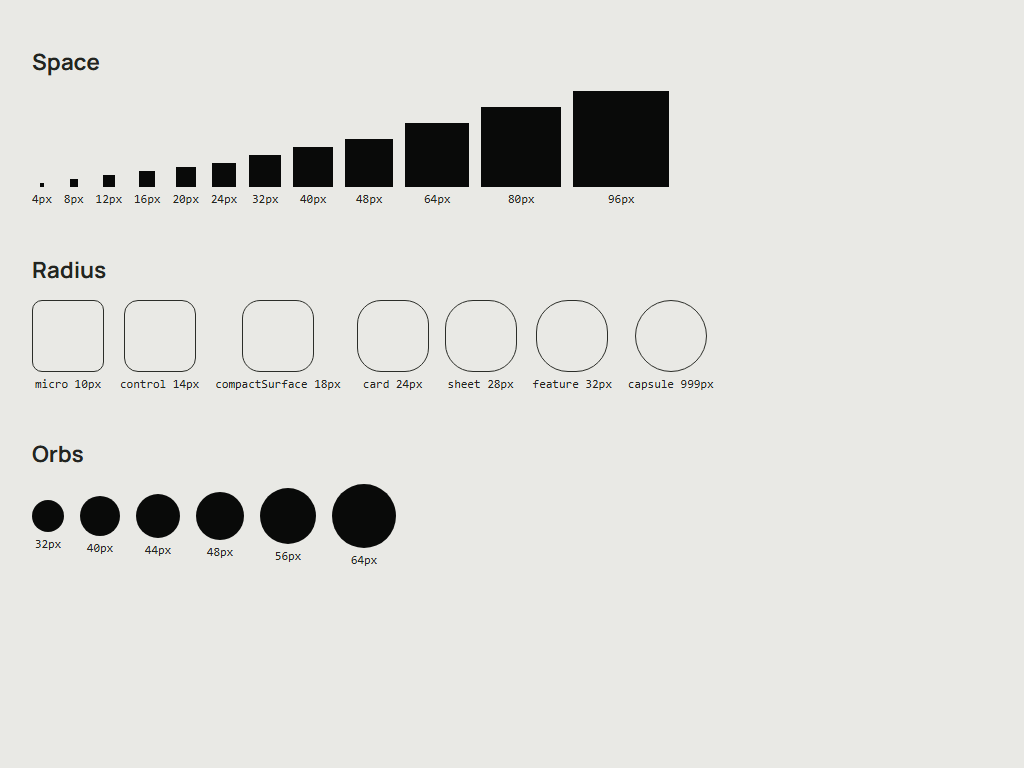 Space
4px 8px 12px 16px 20px 24px 32px 40px 48px 64px 80px 96px
Radius
micro 10px control 14px compactSurface 18px card 24px sheet 28px feature 32px capsule 999px
Orbs
32px 40px 44px 48px 56px 64px